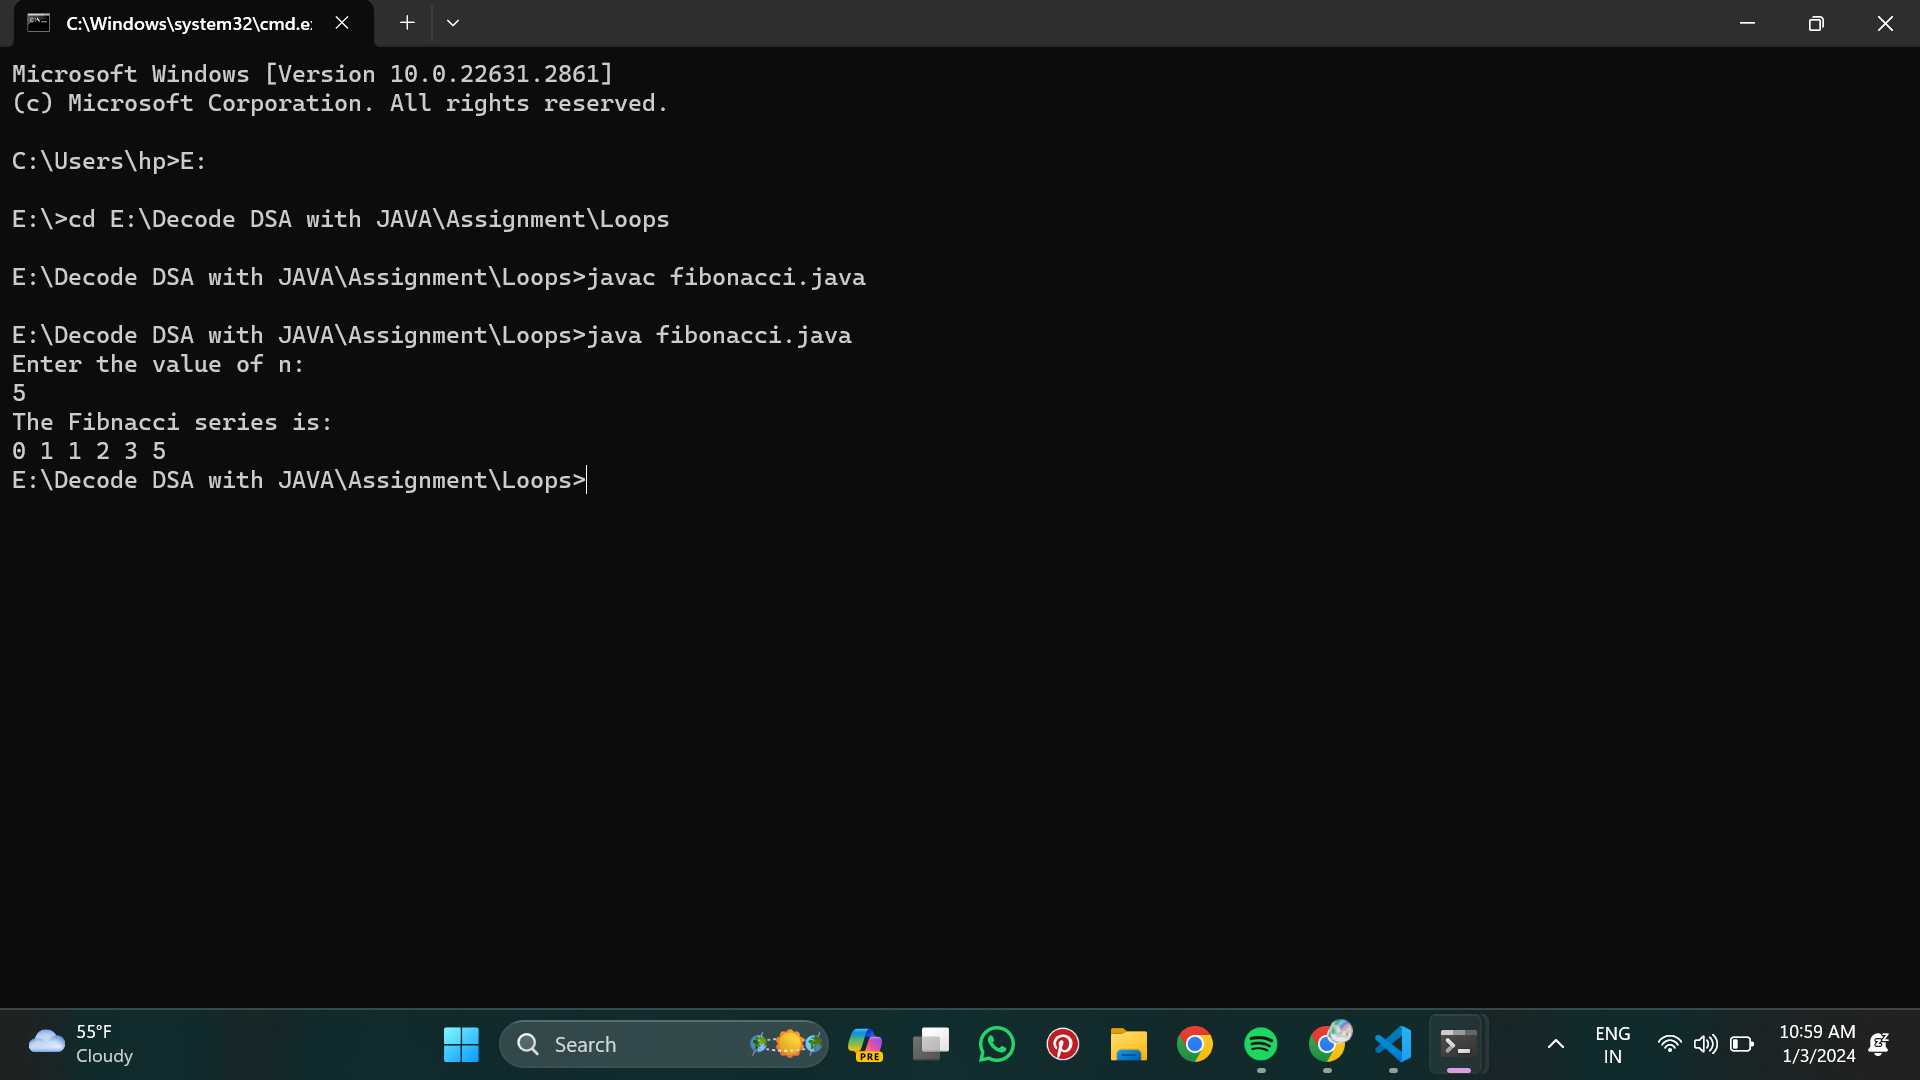 C:\Windows\system32\cmd.e
Microsoft Windows [Version 10.0.22631.2861]
(c) Microsoft Corporation. All rights reserved.
C:\Users\hp>E:
E:\>cd E:\Decode DSA with JAVA\Assignment\Loops
E:\Decode DSA with JAVA\Assignment\Loops>javac fibonacci.java
E:\Decode DSA with JAVA\Assignment\Loops>java fibonacci.java
Enter the value of n:
5
The Fibnacci series is:
0 1 1 2 3 5
E:\Decode DSA with JAVA\Assignment\Loops>
55°F
Cloudy
Search
PRE
ENG
IN
10:59 AM
1/3/2024